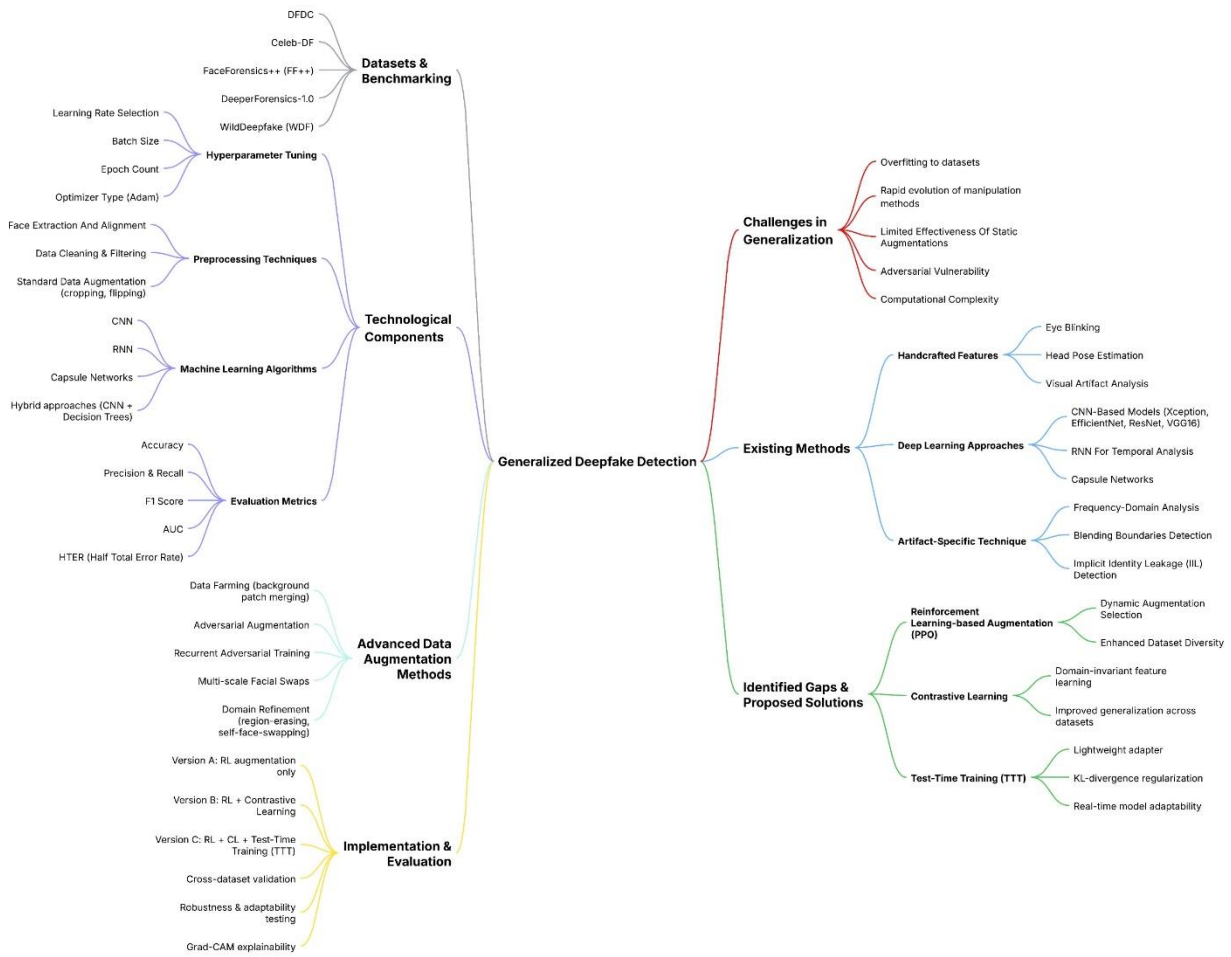 Generalized Deepfake Detection
Datasets &
Benchmarking
DFDC
Celeb-DF
FaceForensics++ (FF++)
DeeperForensics-1.0
WildDeepfake (WDF)
Technological
Components
Hyperparameter Tuning
Learning Rate Selection
Batch Size
Epoch Count
Optimizer Type (Adam)
Preprocessing Techniques
Face Extraction And Alignment
Data Cleaning & Filtering
Standard Data Augmentation
(cropping, flipping)
Machine Learning Algorithms
CNN
RNN
Capsule Networks
Hybrid approaches (CNN +
Decision Trees)
Evaluation Metrics
Accuracy
Precision & Recall
F1 Score
AUC
HTER (Half Total Error Rate)
Advanced Data
Augmentation
Methods
Data Farming (background
patch merging)
Adversarial Augmentation
Recurrent Adversarial Training
Multi-scale Facial Swaps
Domain Refinement
(region-erasing,
self-face-swapping)
Implementation &
Evaluation
Version A: RL augmentation
only
Version B: RL + Contrastive
Learning
Version C: RL + CL + Test-Time
Training (TTT)
Cross-dataset validation
Robustness & adaptability
testing
Grad-CAM explainability
Challenges in
Generalization
Overfitting to datasets
Rapid evolution of manipulation
methods
Limited Effectiveness Of Static
Augmentations
Adversarial Vulnerability
Computational Complexity
Existing Methods
Handcrafted Features
Eye Blinking
Head Pose Estimation
Visual Artifact Analysis
Deep Learning Approaches
CNN-Based Models (Xception,
EfficientNet, ResNet, VGG16)
RNN For Temporal Analysis
Capsule Networks
Artifact-Specific Technique
Frequency-Domain Analysis
Blending Boundaries Detection
Implicit Identity Leakage (IIL)
Detection
Identified Gaps &
Proposed Solutions
Reinforcement
Learning-based Augmentation
(PPO)
Dynamic Augmentation
Selection
Enhanced Dataset Diversity
Contrastive Learning
Domain-invariant feature
learning
Improved generalization across
datasets
Test-Time Training (TTT)
Lightweight adapter
KL-divergence regularization
Real-time model adaptability